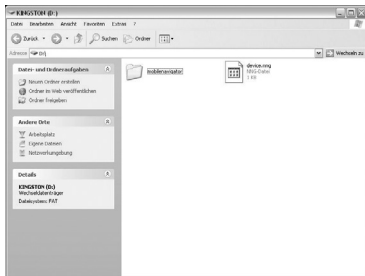 KINGSTON (D:)
Datei Bearbeiten Ansicht Favoriten Extras ?
Zurück Suchen Ordner
Adresse D:\ Wechseln zu
Datei- und Ordneraufgaben
Neuen Ordner erstellen
Ordner im Web veröffentlichen
Ordner freigeben
Andere Orte
Arbeitsplatz
Eigene Dateien
Netzwerkumgebung
Details
KINGSTON (D:)
Wechseldatenträger
Dateisystem: FAT
mobilenavigator
device.nng
NNG-Datei
1 KB